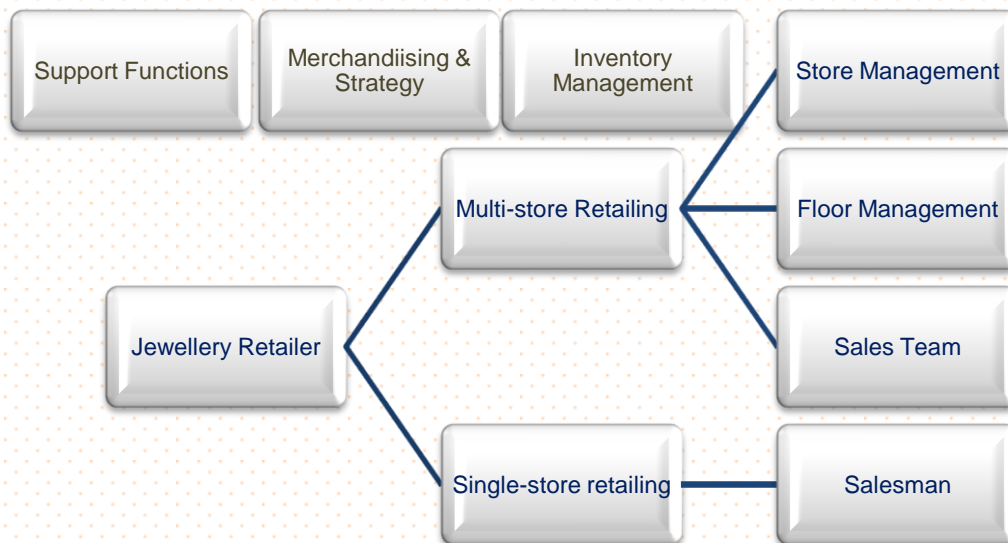 Support Functions
Merchandiising &
Strategy
Inventory
Management
Store Management
Multi-store Retailing
Floor Management
Jewellery Retailer
Sales Team
Single-store retailing
Salesman